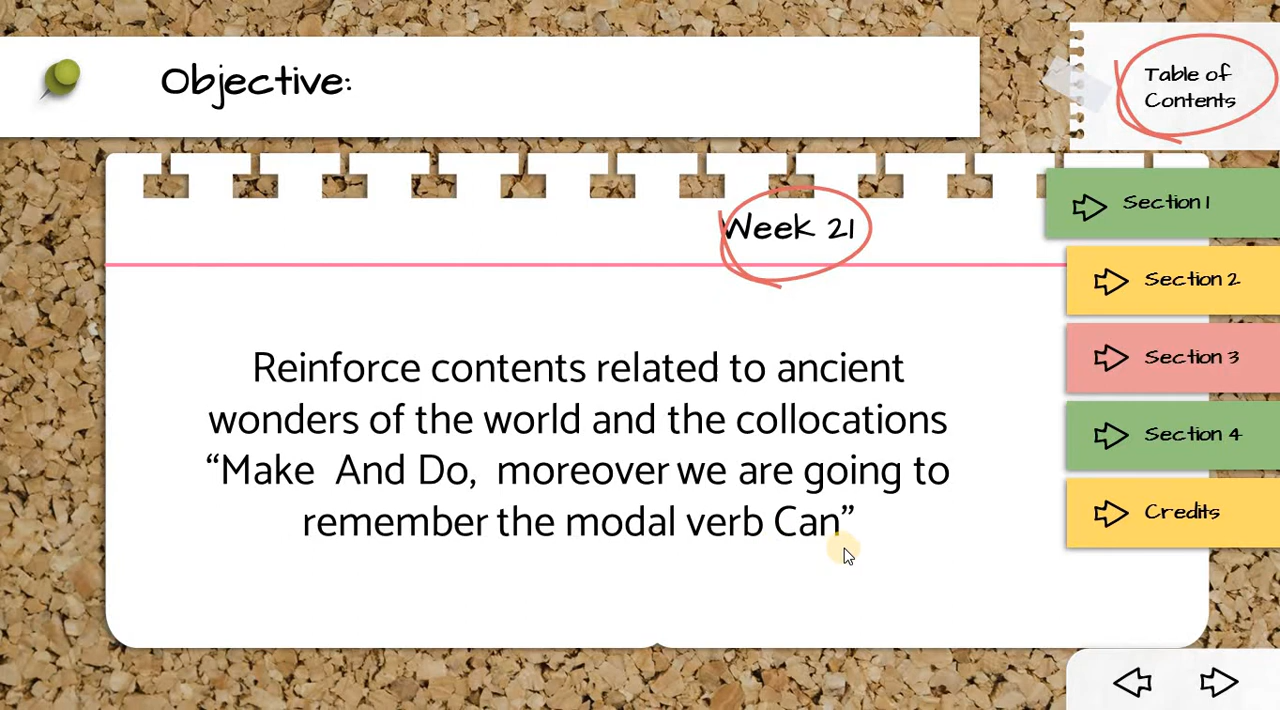 Objective:
Table of
Contents
Week 21
Section 1
Section 2
Section 3
Section 4
Credits
Reinforce contents related to ancient
wonders of the world and the collocations
“Make And Do, moreover we are going to
remember the modal verb Can”